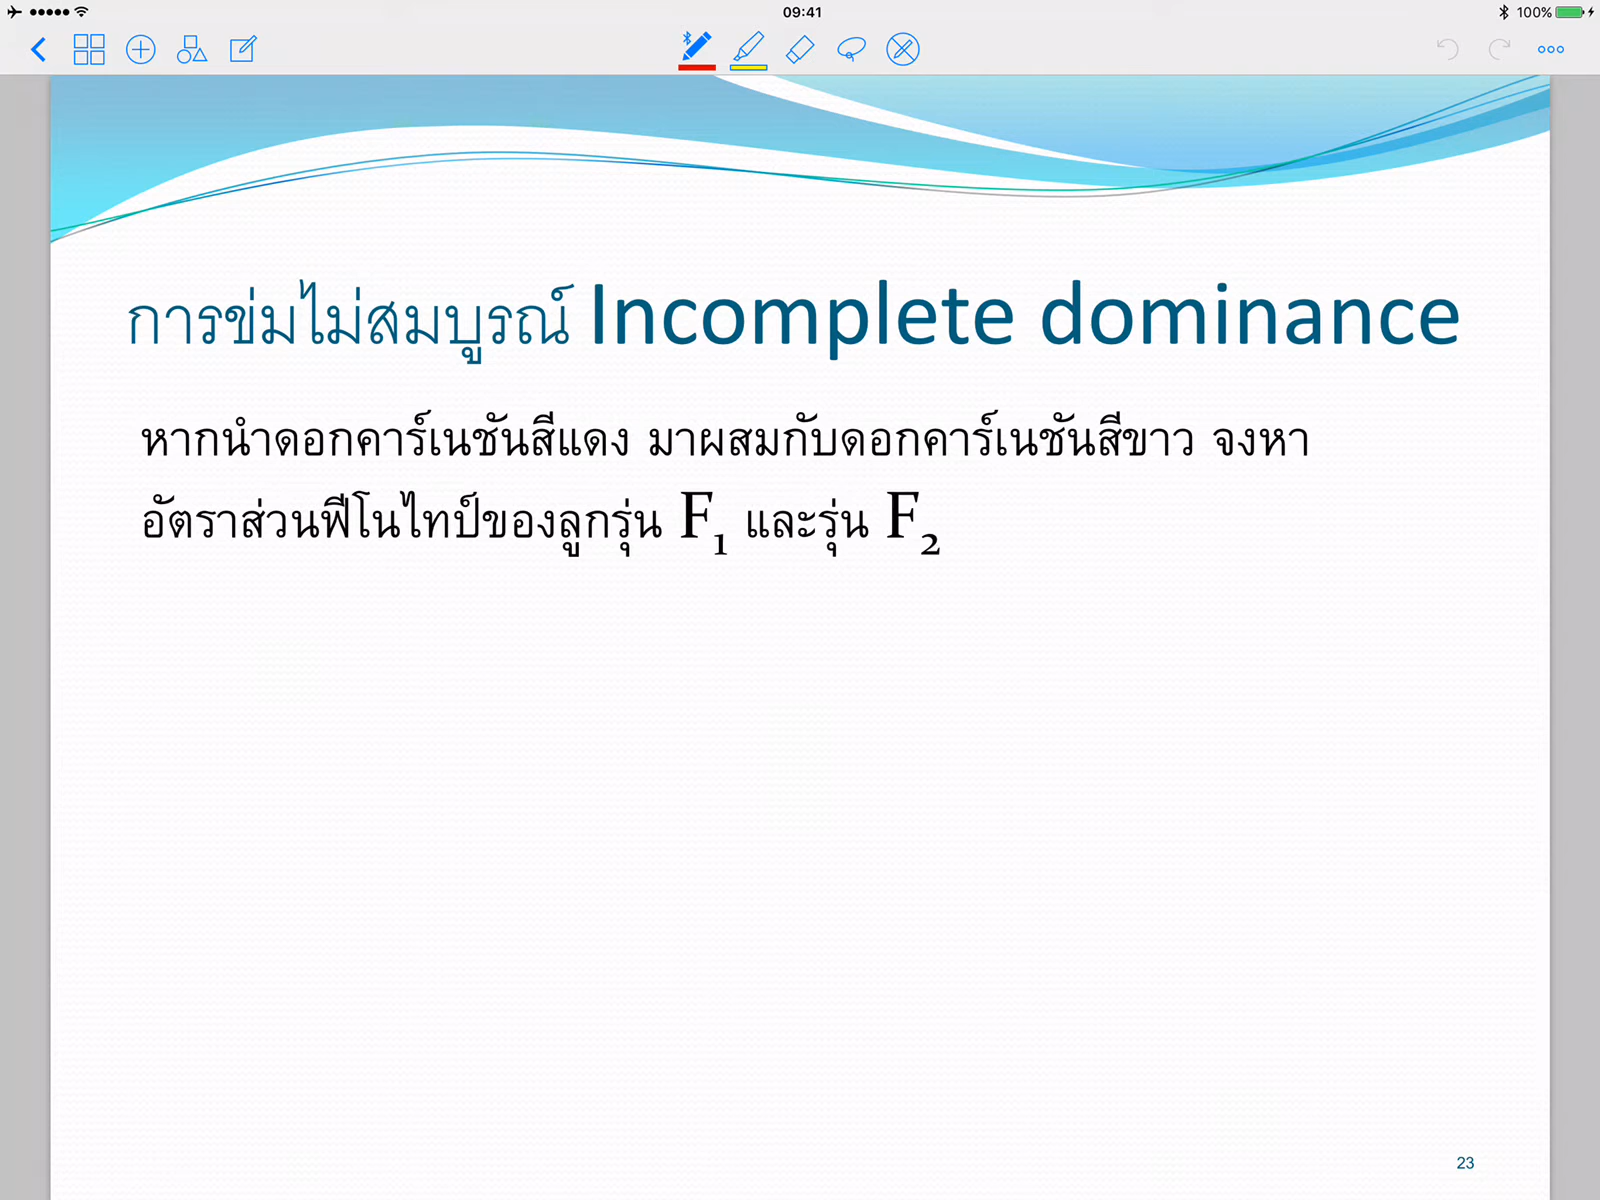 09:41
100%
การข่มไม่สมบูรณ์ Incomplete dominance
หากนำดอกคาร์เนชันสีแดง มาผสมกับดอกคาร์เนชันสีขาว จงหา
อัตราส่วนฟีโนไทป์ของลูกรุ่น F₁ และรุ่น F₂
23